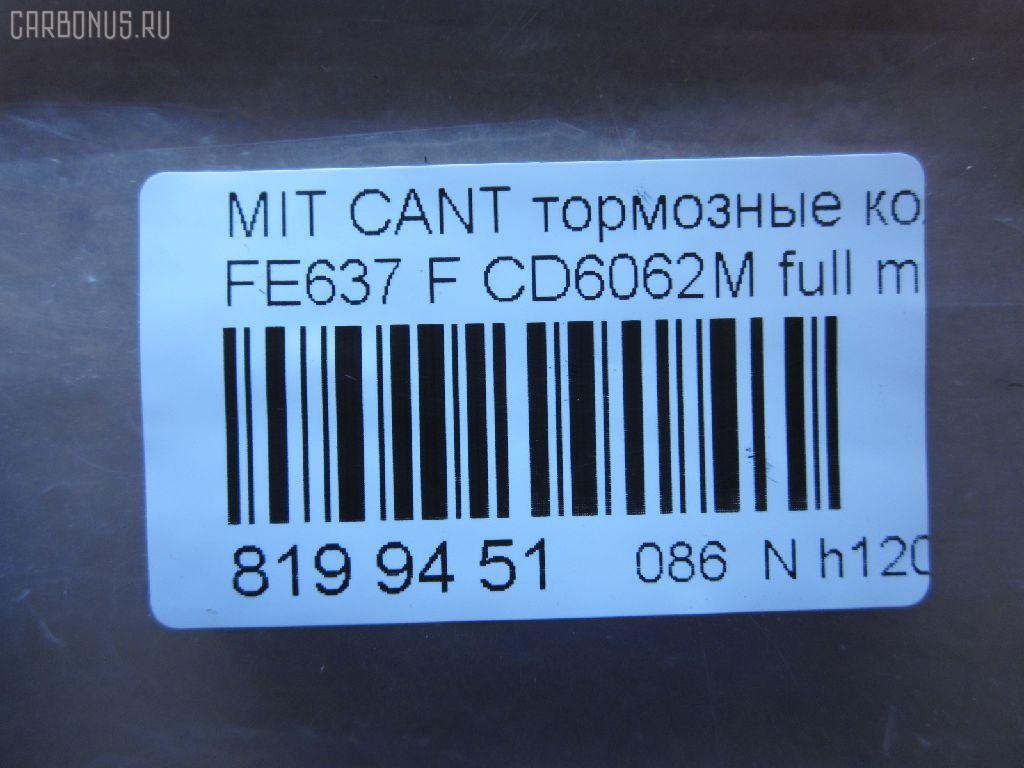 CARBONUS.RU
MIT CANT тормозные ко
FE637 F CD6062M full m
819 94 51 086 N h120